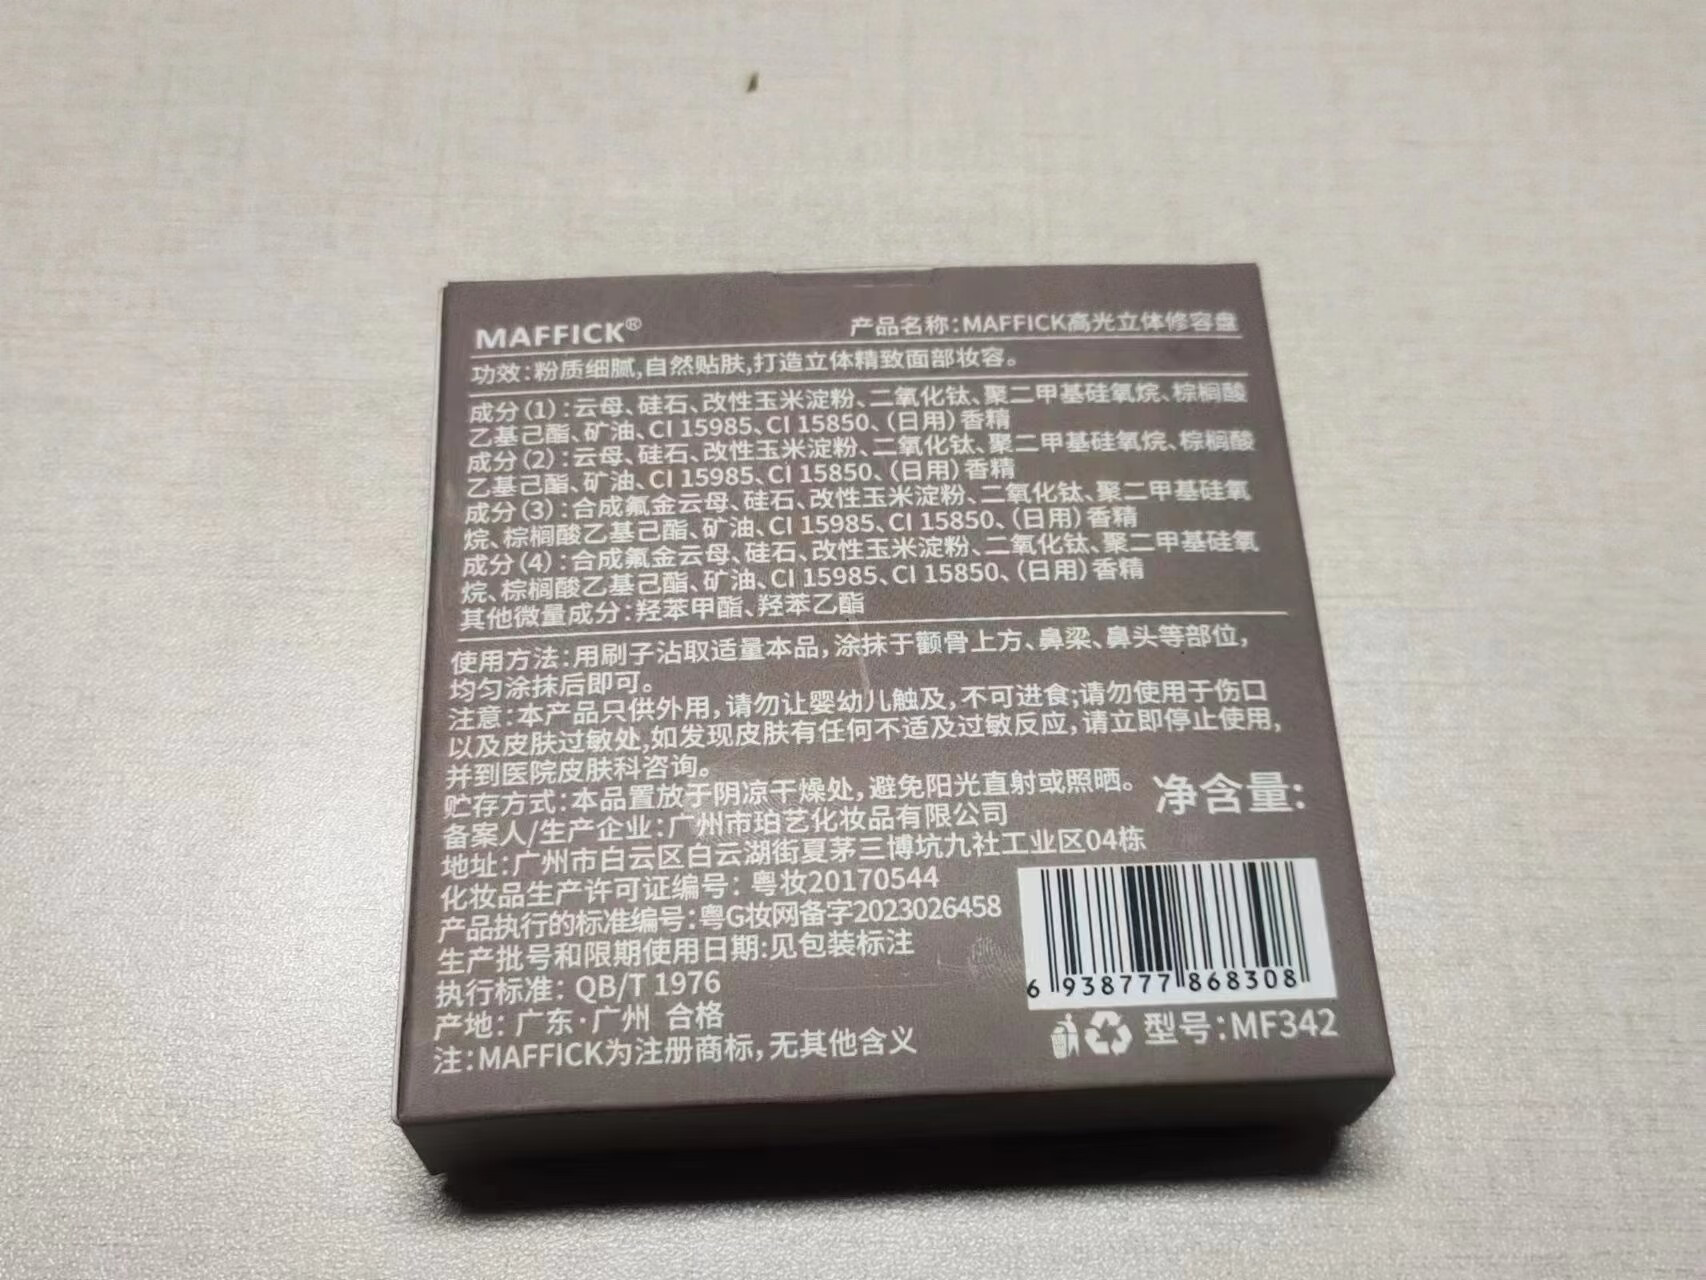 MAFFICK®
产品名称:MAFFICK高光立体修容盘
功效:粉质细腻,自然贴肤,打造立体精致面部妆容。
成分(1):云母、硅石、改性玉米淀粉、二氧化钛、聚二甲基硅氧烷、棕榈酸
乙基己酯、矿油、CI 15985、CI 15850、(日用)香精
成分(2):云母、硅石、改性玉米淀粉、二氧化钛、聚二甲基硅氧烷、棕榈酸
乙基己酯、矿油、CI 15985、CI 15850、(日用)香精
成分(3):合成氟金云母、硅石、改性玉米淀粉、二氧化钛、聚二甲基硅氧
烷、棕榈酸乙基己酯、矿油、CI 15985、CI 15850、(日用)香精
成分(4):合成氟金云母、硅石、改性玉米淀粉、二氧化钛、聚二甲基硅氧
烷、棕榈酸乙基己酯、矿油、CI 15985、CI 15850、(日用)香精
其他微量成分:羟苯甲酯、羟苯乙酯
使用方法:用刷子沾取适量本品,涂抹于颧骨上方、鼻梁、鼻头等部位,
均匀涂抹后即可。
注意:本产品只供外用,请勿让婴幼儿触及,不可进食;请勿使用于伤口
以及皮肤过敏处,如发现皮肤有任何不适及过敏反应,请立即停止使用,
并到医院皮肤科咨询。
贮存方式:本品置放于阴凉干燥处,避免阳光直射或照晒。
净含量:
备案人/生产企业:广州市珀艺化妆品有限公司
地址:广州市白云区白云湖街夏茅三博坑九社工业区04栋
化妆品生产许可证编号:粤妆20170544
产品执行的标准编号:粤G妆网备字2023026458
生产批号和限期使用日期:见包装标注
执行标准:QB/T 1976
产地:广东·广州 合格
注:MAFFICK为注册商标,无其他含义
6 938777 868308
型号:MF342